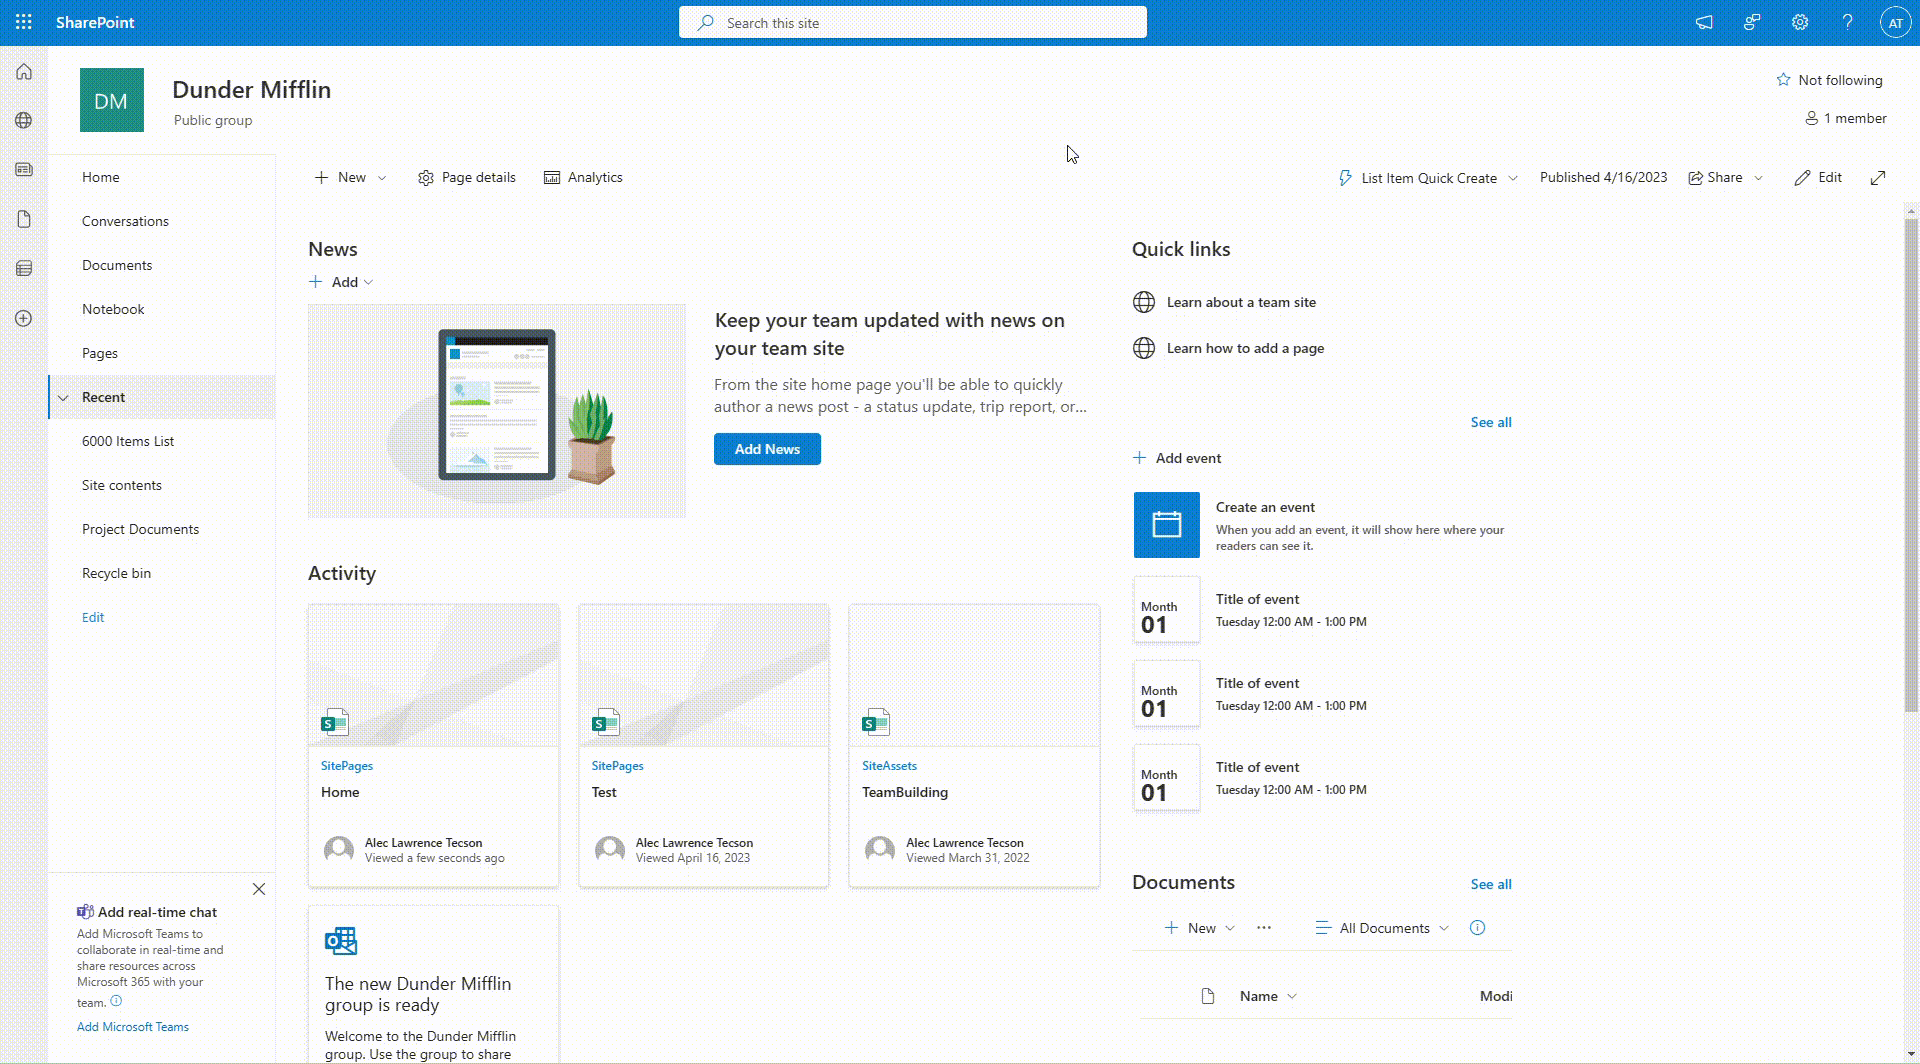 SharePoint
Search this site
AT
DM
Dunder Mifflin
Public group
Not following
1 member
Home
Conversations
Documents
Notebook
Pages
Recent
6000 Items List
Site contents
Project Documents
Recycle bin
Edit
Add real-time chat
Add Microsoft Teams to
collaborate in real-time and
share resources across
Microsoft 365 with your
team.
Add Microsoft Teams
New
Page details
Analytics
List Item Quick Create
Published 4/16/2023
Share
Edit
News
Add
Keep your team updated with news on
your team site
From the site home page you'll be able to quickly
author a news post - a status update, trip report, or...
Add News
Activity
SitePages
Home
Alec Lawrence Tecson
Viewed a few seconds ago
SitePages
Test
Alec Lawrence Tecson
Viewed April 16, 2023
SiteAssets
TeamBuilding
Alec Lawrence Tecson
Viewed March 31, 2022
The new Dunder Mifflin
group is ready
Welcome to the Dunder Mifflin
group. Use the group to share
Quick links
Learn about a team site
Learn how to add a page
See all
Add event
Create an event
When you add an event, it will show here where your
readers can see it.
Month
01
Title of event
Tuesday 12:00 AM - 1:00 PM
Month
01
Title of event
Tuesday 12:00 AM - 1:00 PM
Month
01
Title of event
Tuesday 12:00 AM - 1:00 PM
Documents
See all
New
All Documents
Name
Modi